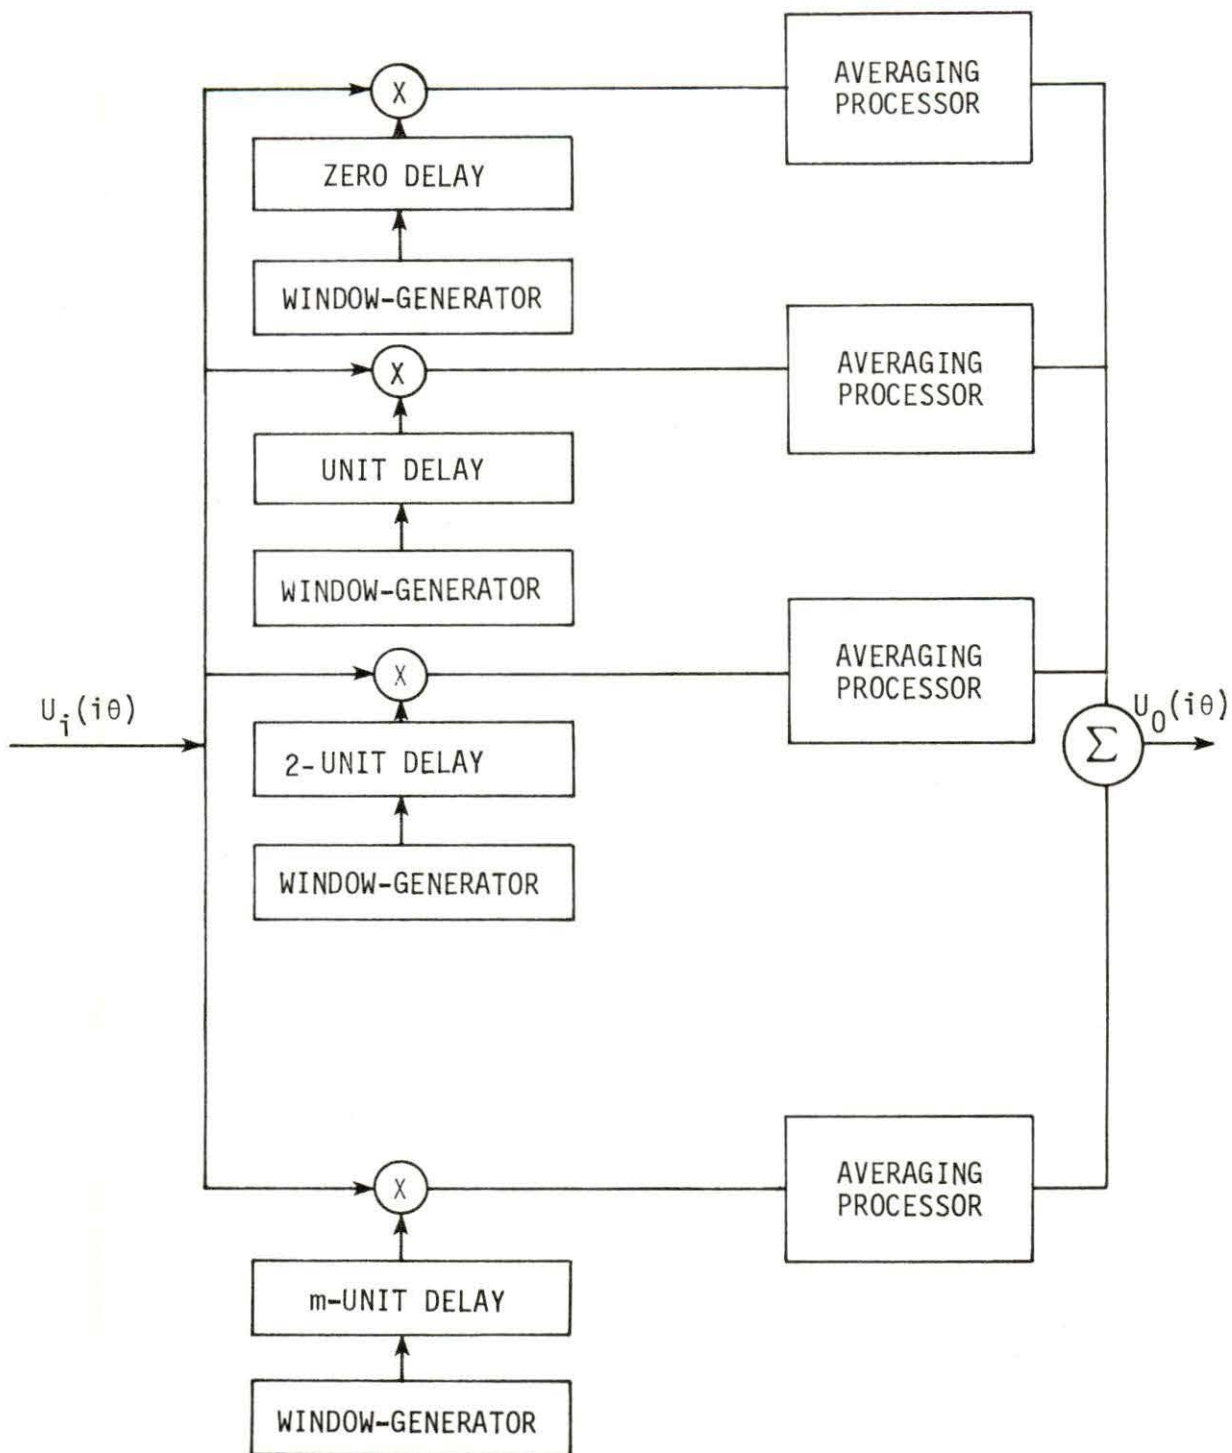 AVERAGING
PROCESSOR
X
ZERO DELAY
WINDOW-GENERATOR
AVERAGING
PROCESSOR
X
UNIT DELAY
WINDOW-GENERATOR
AVERAGING
PROCESSOR
X
U_i(iθ)
2-UNIT DELAY
Σ
U_0(iθ)
WINDOW-GENERATOR
AVERAGING
PROCESSOR
X
m-UNIT DELAY
WINDOW-GENERATOR